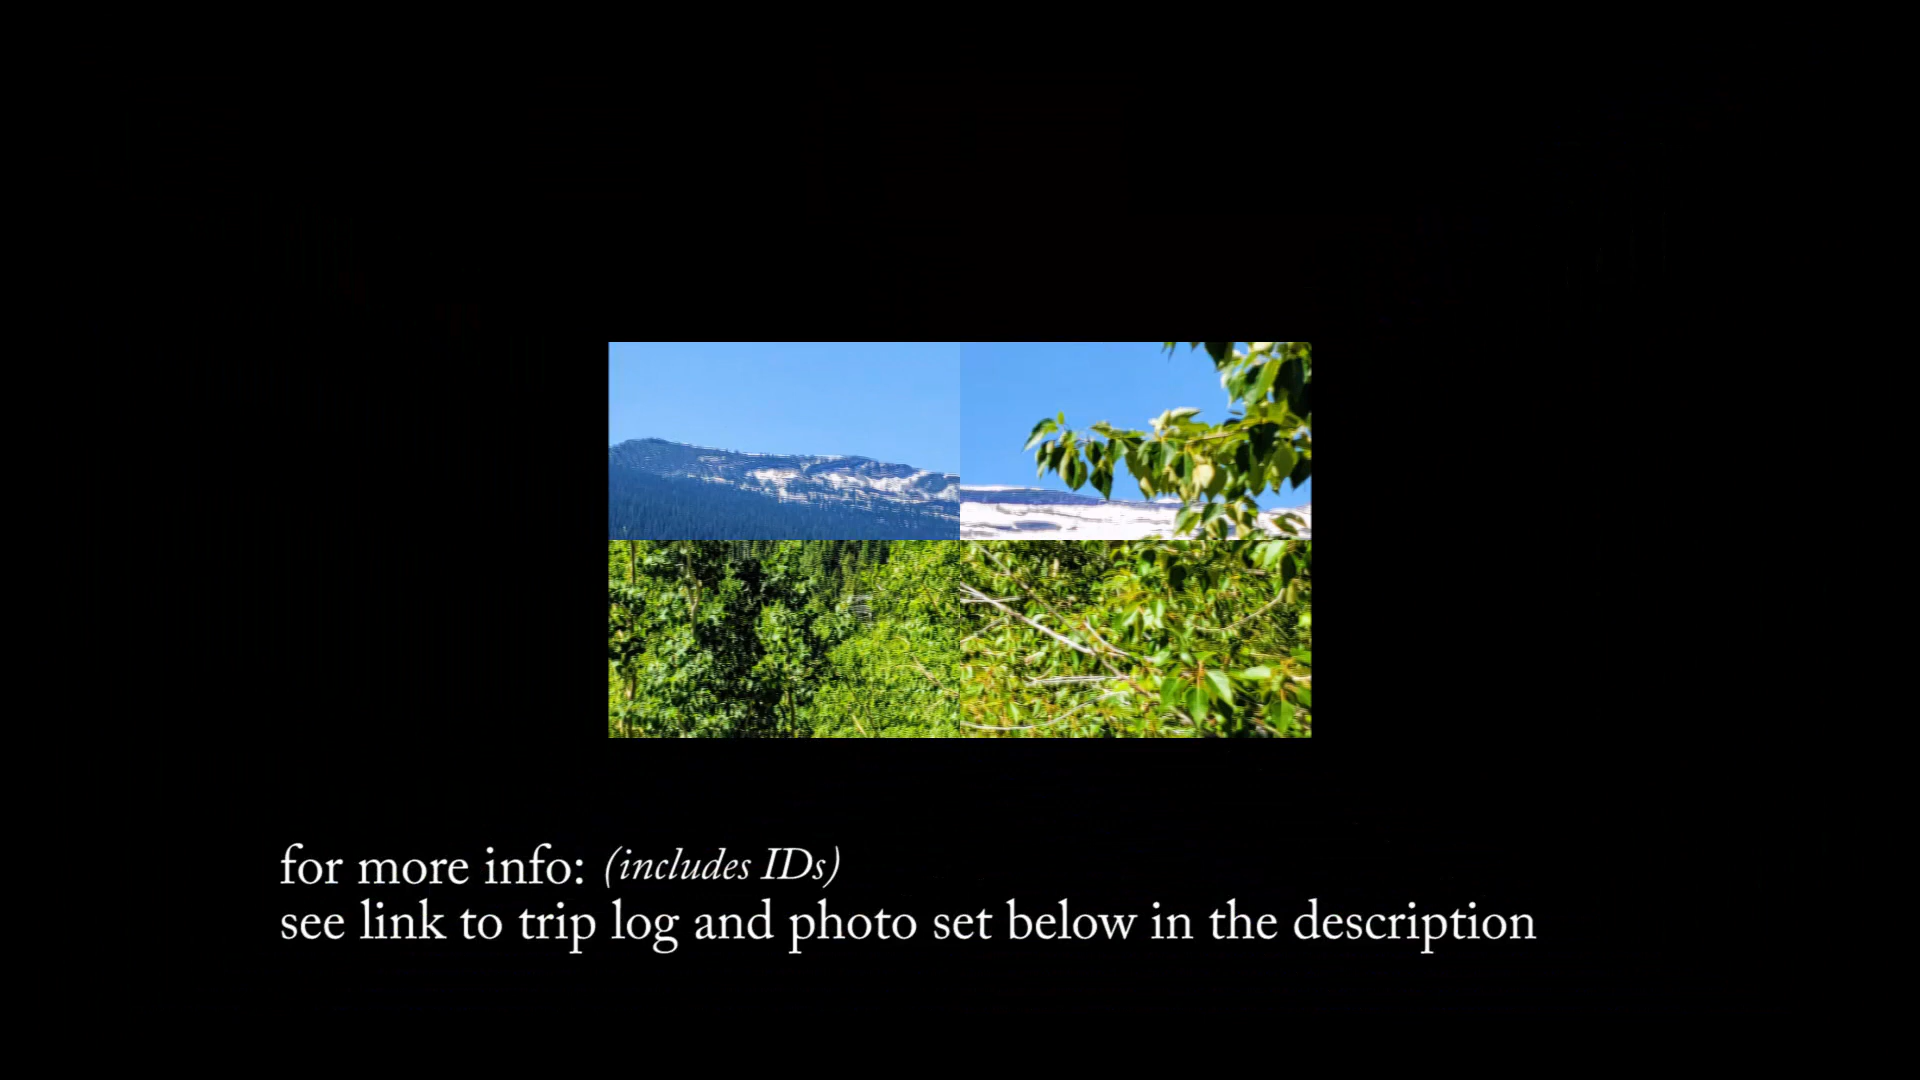 for more info: (includes IDs)
see link to trip log and photo set below in the description